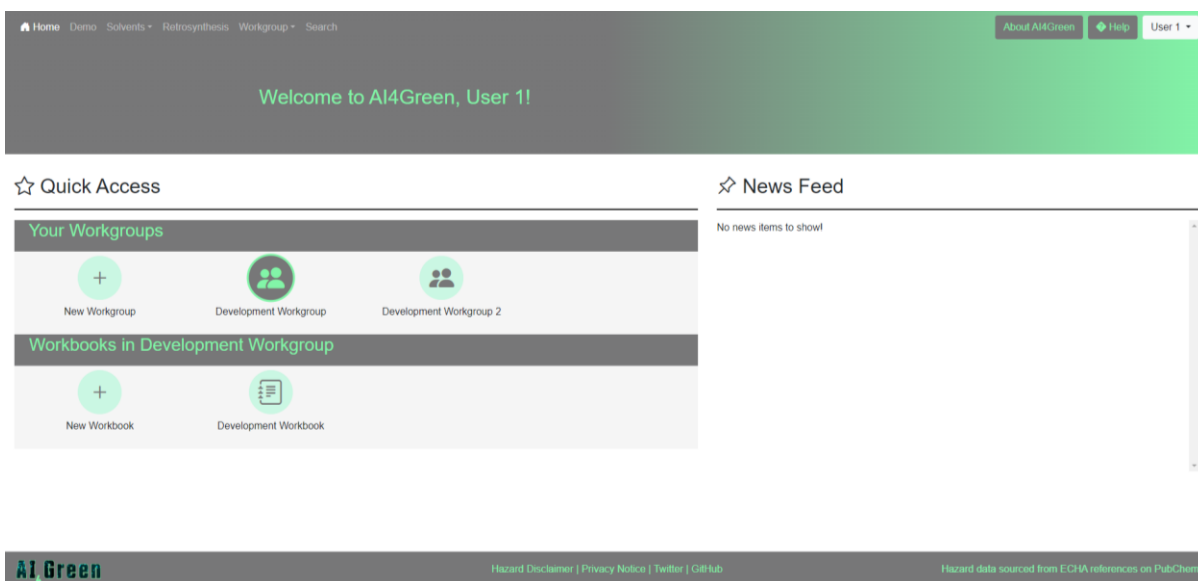 Home Demo Solvents Retrosynthesis Workgroup Search About AI4Green Help User 1
Welcome to AI4Green, User 1!
Quick Access
News Feed
Your Workgroups
No news items to show!
New Workgroup Development Workgroup Development Workgroup 2
Workbooks in Development Workgroup
New Workbook Development Workbook
AI4Green Hazard Disclaimer | Privacy Notice | Twitter | GitHub Hazard data sourced from ECHA references on PubChem